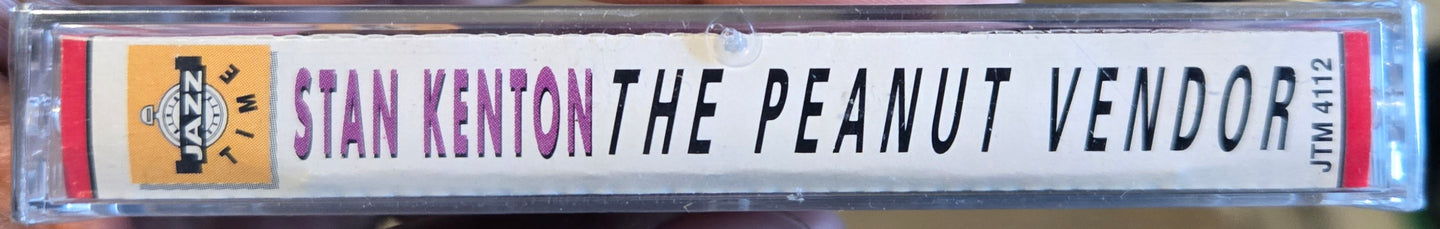 JAZZ
TIME
STAN KENTON THE PEANUT VENDOR
JTM 4112